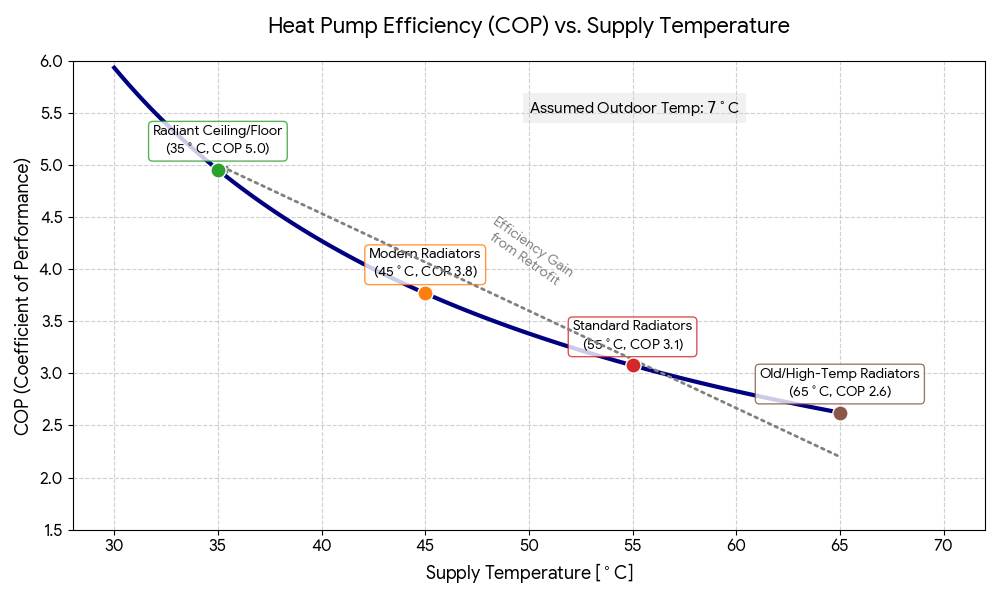 Heat Pump Efficiency (COP) vs. Supply Temperature
COP (Coefficient of Performance)
6.0
5.5
5.0
4.5
4.0
3.5
3.0
2.5
2.0
1.5
Assumed Outdoor Temp: 7°C
Radiant Ceiling/Floor
(35°C, COP 5.0)
Efficiency Gain
from Retrofit
Modern Radiators
(45°C, COP 3.8)
Standard Radiators
(55°C, COP 3.1)
Old/High-Temp Radiators
(65°C, COP 2.6)
30 35 40 45 50 55 60 65 70
Supply Temperature [°C]